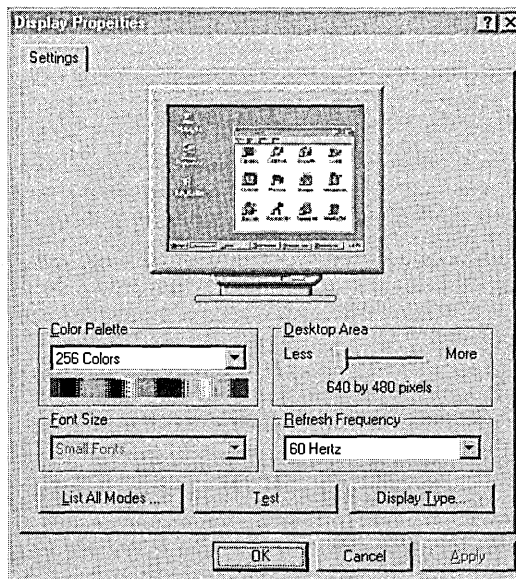 Display Properties
Settings
Color Palette
256 Colors
Desktop Area
Less More
640 by 480 pixels
Font Size
Small Fonts
Refresh Frequency
60 Hertz
List All Modes ...
Test
Display Type...
OK
Cancel
Apply